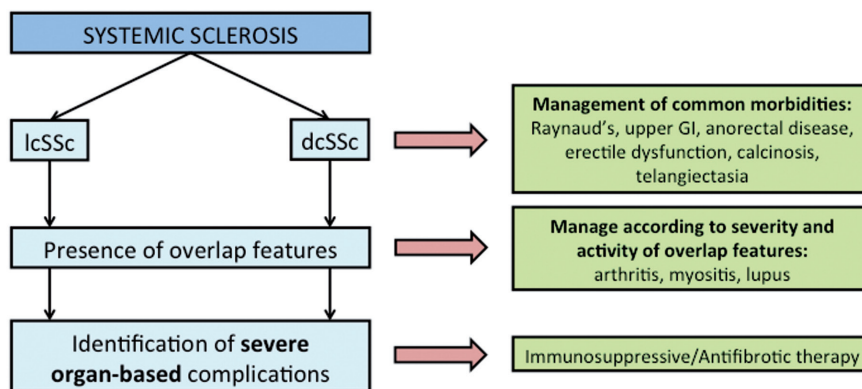 SYSTEMIC SCLEROSIS
lcSSc
dcSSc
Management of common morbidities:
Raynaud's, upper GI, anorectal disease,
erectile dysfunction, calcinosis,
telangiectasia
Presence of overlap features
Manage according to severity and
activity of overlap features:
arthritis, myositis, lupus
Identification of severe
organ-based complications
Immunosuppressive/Antifibrotic therapy